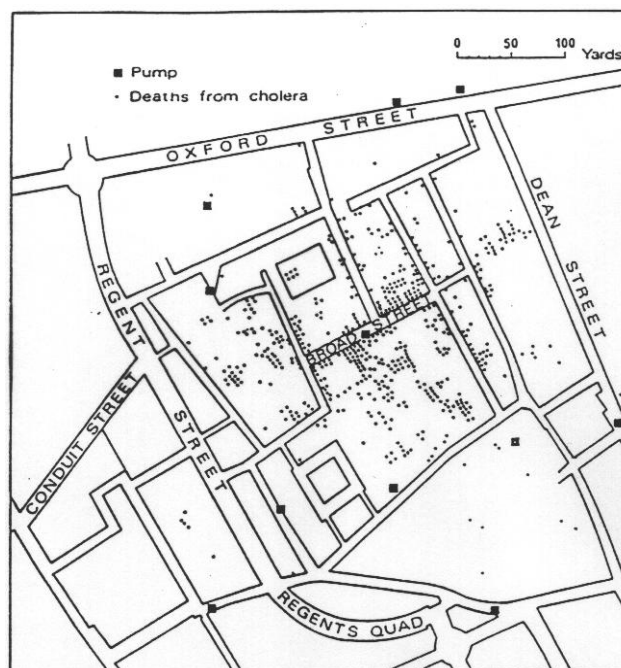 0 50 100
Yards
Pump
Deaths from cholera
OXFORD STREET
DEAN STREET
REGENT STREET
BROAD STREET
CONDUIT STREET
REGENTS QUAD